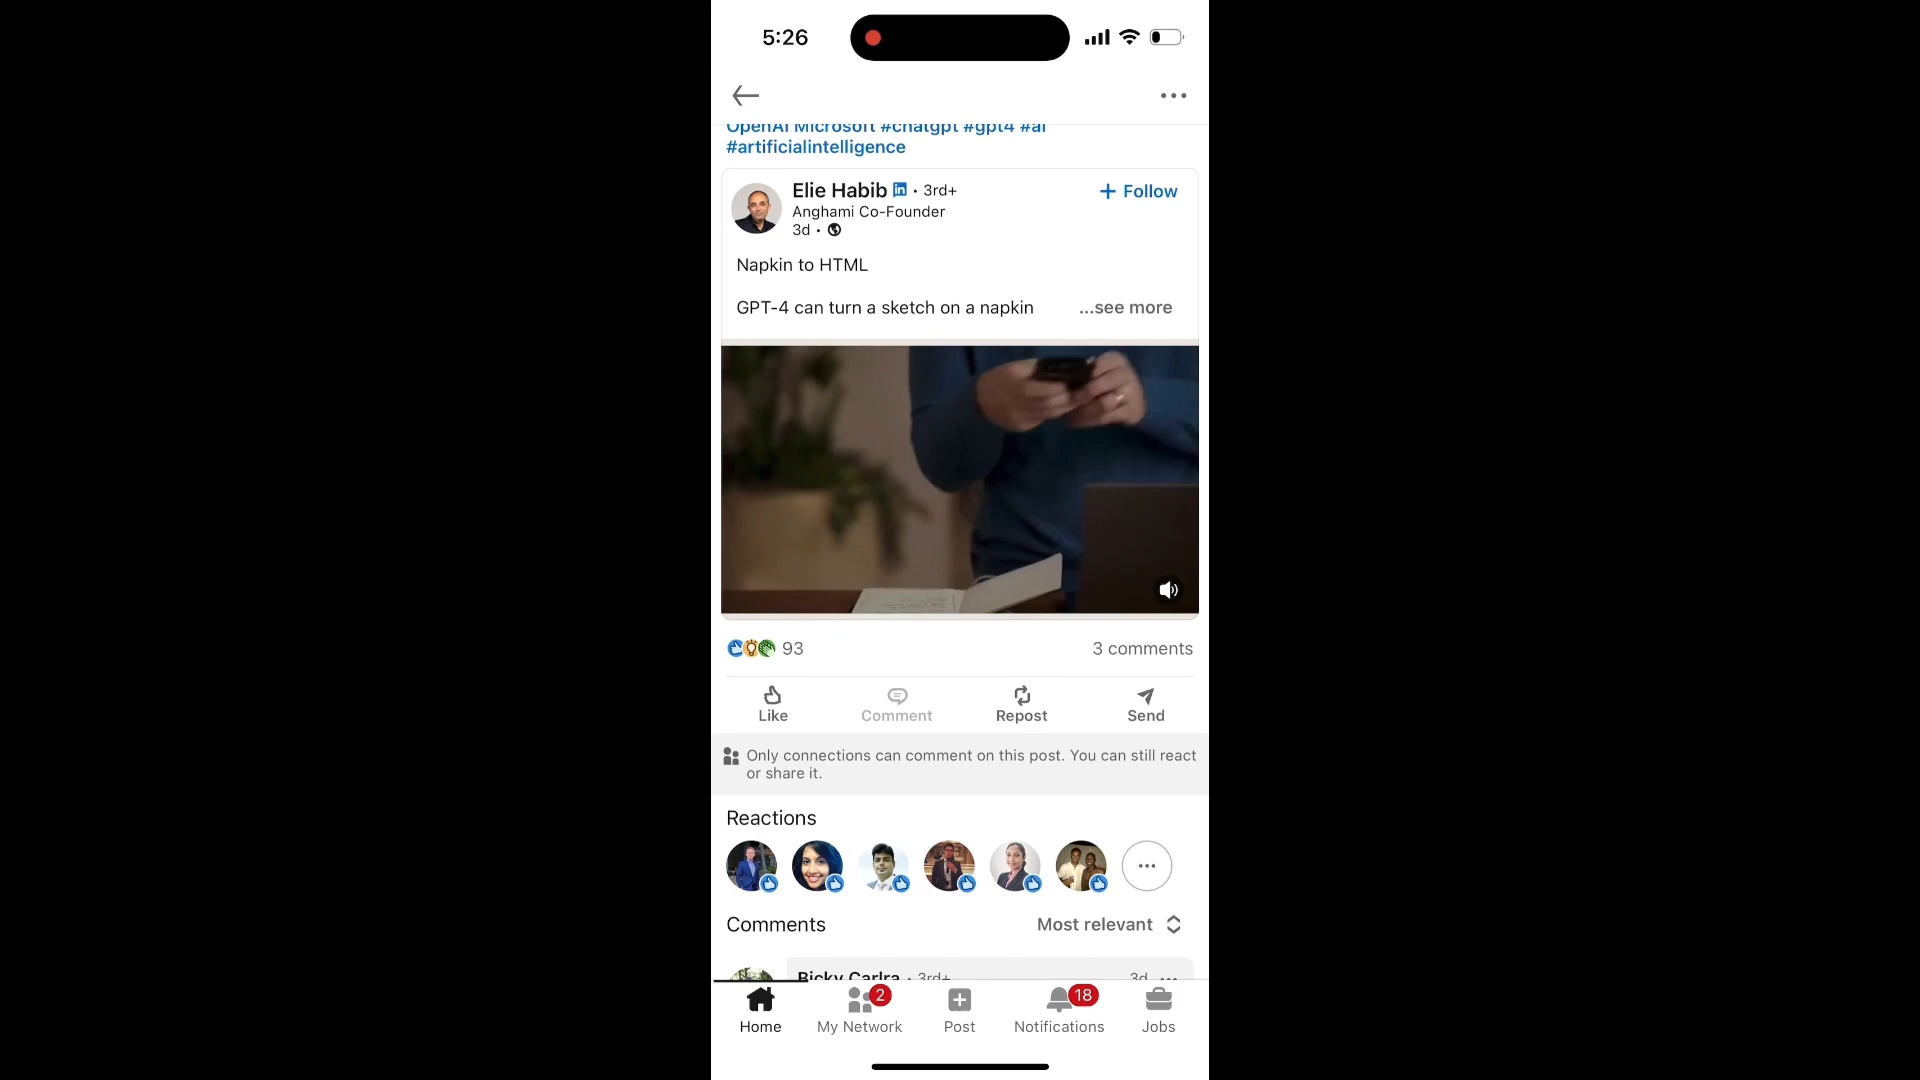 5:26
OpenAI Microsoft #chatgpt #gpt4 #ai
#artificialintelligence
Elie Habib in • 3rd+
+ Follow
Anghami Co-Founder
3d •
Napkin to HTML
GPT-4 can turn a sketch on a napkin ...see more
93
3 comments
Like
Comment
Repost
Send
Only connections can comment on this post. You can still react
or share it.
Reactions
Comments
Most relevant
Bicky Carlra • 3rd+
3d
2
18
Home
My Network
Post
Notifications
Jobs